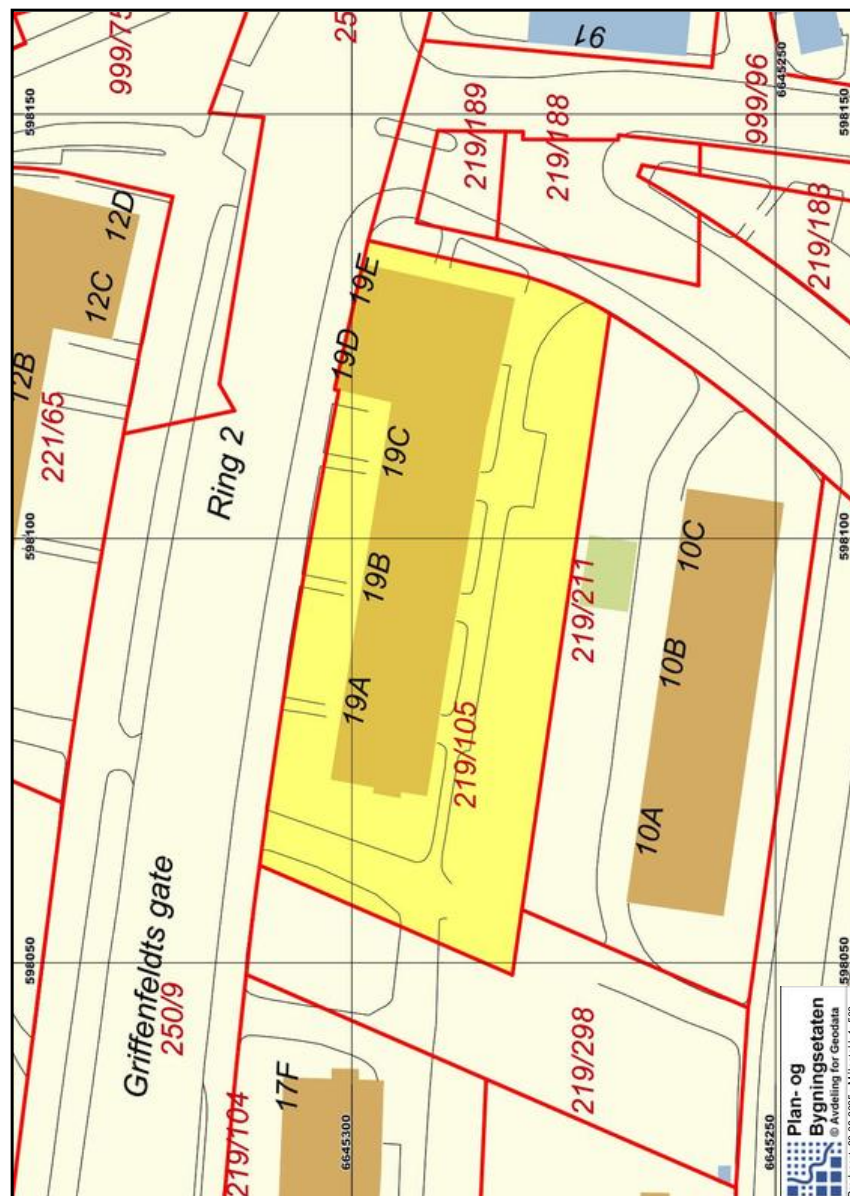 999/75
25
91
6645250
598150
598150
219/189
219/188
999/96
12D
12C
219/183
19E
12B
19D
221/65
19C
Ring 2
598100
598100
19B
10C
219/211
10B
19A
219/105
10A
Griffenfeldts gate
250/9
598050
598050
219/298
17F
219/104
6645300
6645250
Plan- og
Bygningsetaten
© Avdeling for Geodata